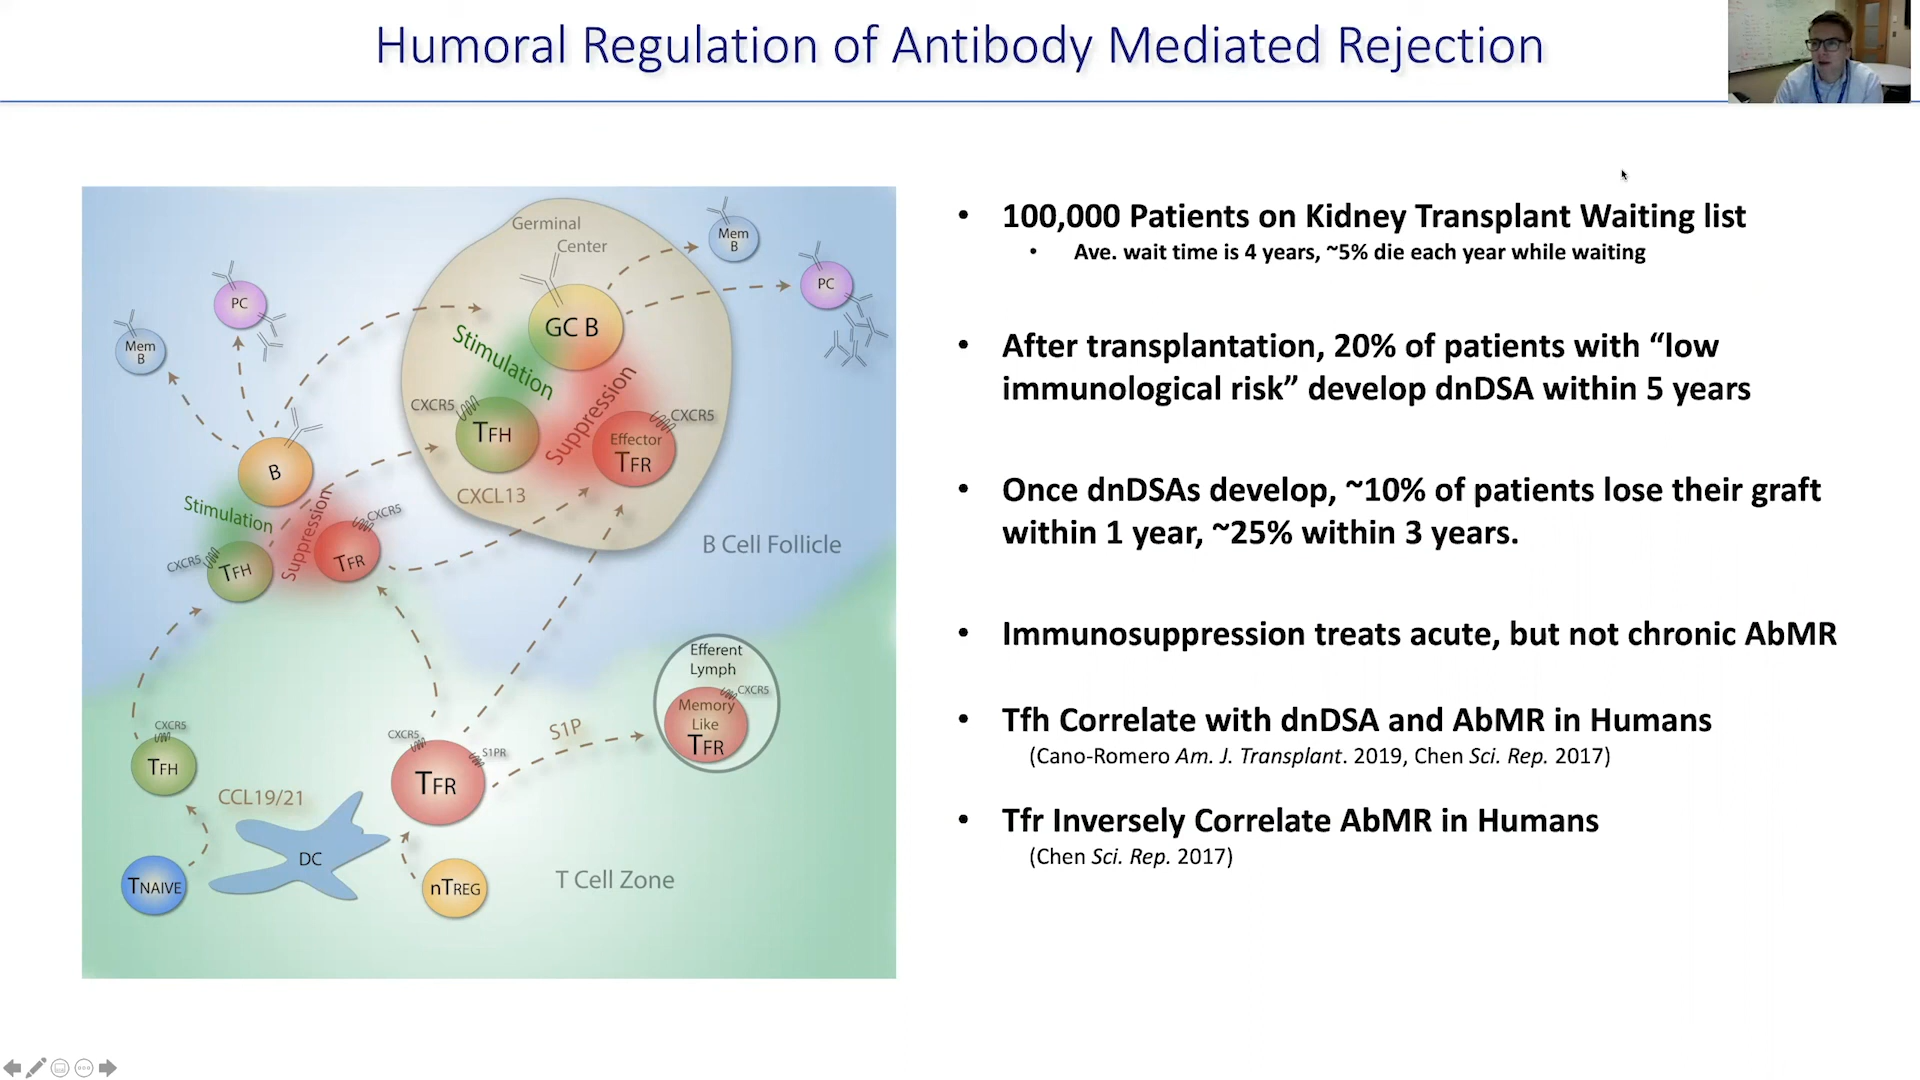 Humoral Regulation of Antibody Mediated Rejection
Germinal
Center
Mem
B
PC
GC B
PC
Mem
B
Stimulation
Suppression
CXCR5
CXCR5
TFH
Effector
TFR
B
CXCL13
Stimulation
Suppression
CXCR5
B Cell Follicle
CXCR5
TFH
TFR
Efferent
Lymph
CXCR5
Memory
Like
TFR
CXCR5
TFH
CXCR5
S1PR
TFR
S1P
CCL19/21
DC
TNAIVE
nTREG
T Cell Zone
• 100,000 Patients on Kidney Transplant Waiting list
• Ave. wait time is 4 years, ~5% die each year while waiting
• After transplantation, 20% of patients with “low
immunological risk” develop dnDSA within 5 years
• Once dnDSAs develop, ~10% of patients lose their graft
within 1 year, ~25% within 3 years.
• Immunosuppression treats acute, but not chronic AbMR
• Tfh Correlate with dnDSA and AbMR in Humans
(Cano-Romero Am. J. Transplant. 2019, Chen Sci. Rep. 2017)
• Tfr Inversely Correlate AbMR in Humans
(Chen Sci. Rep. 2017)